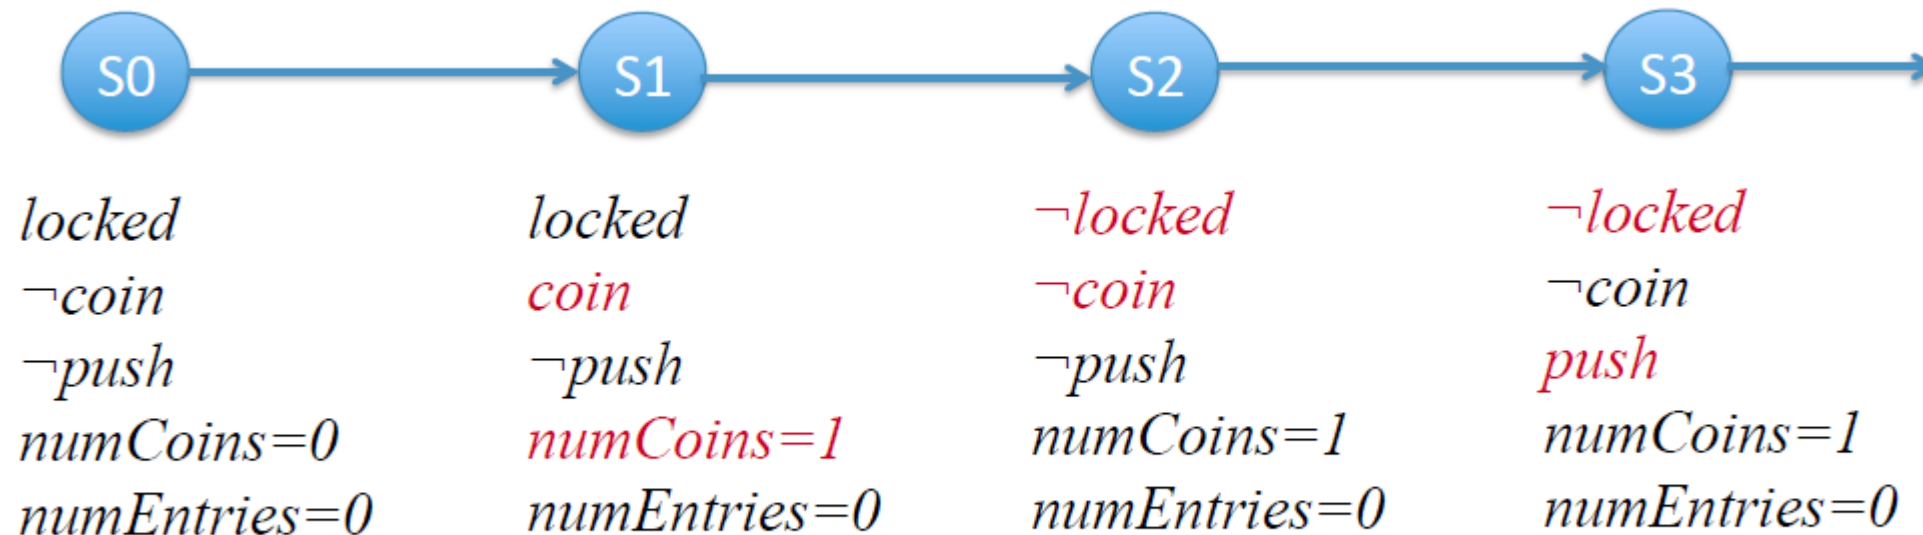 S0 S1 S2 S3
locked locked ¬locked ¬locked
¬coin coin ¬coin ¬coin
¬push ¬push ¬push push
numCoins=0 numCoins=1 numCoins=1 numCoins=1
numEntries=0 numEntries=0 numEntries=0 numEntries=0